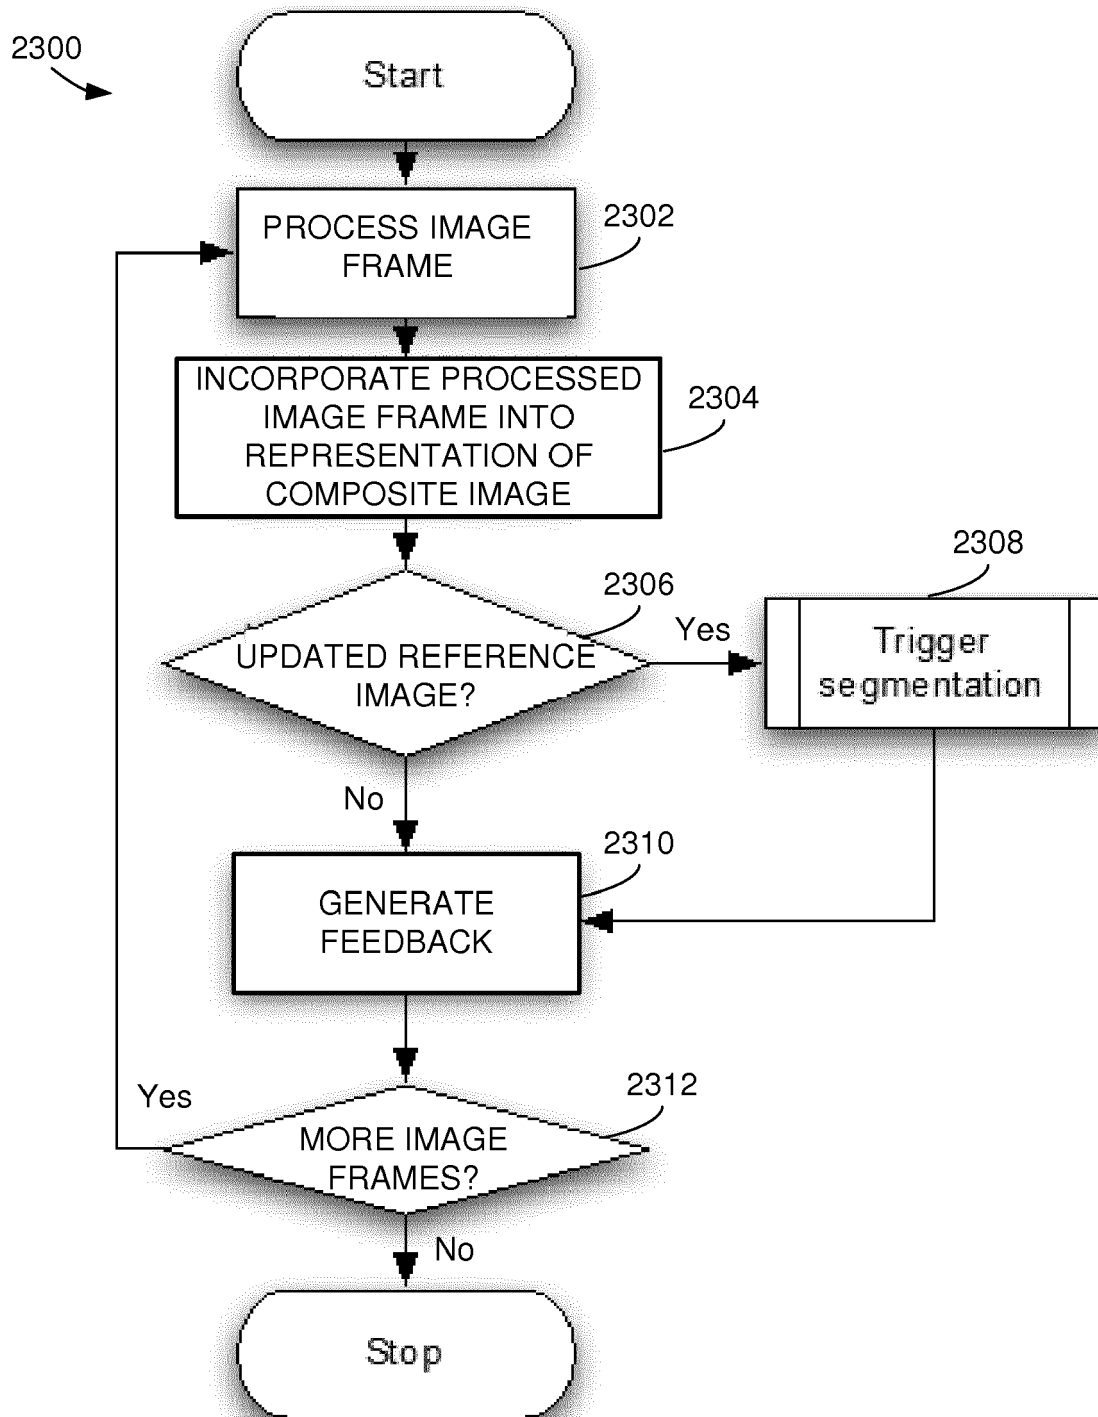 2300
Start
2302
PROCESS IMAGE
FRAME
INCORPORATE PROCESSED
IMAGE FRAME INTO
REPRESENTATION OF
COMPOSITE IMAGE
2304
2306
UPDATED REFERENCE
IMAGE?
Yes
2308
Trigger
segmentation
No
2310
GENERATE
FEEDBACK
Yes
2312
MORE IMAGE
FRAMES?
No
Stop